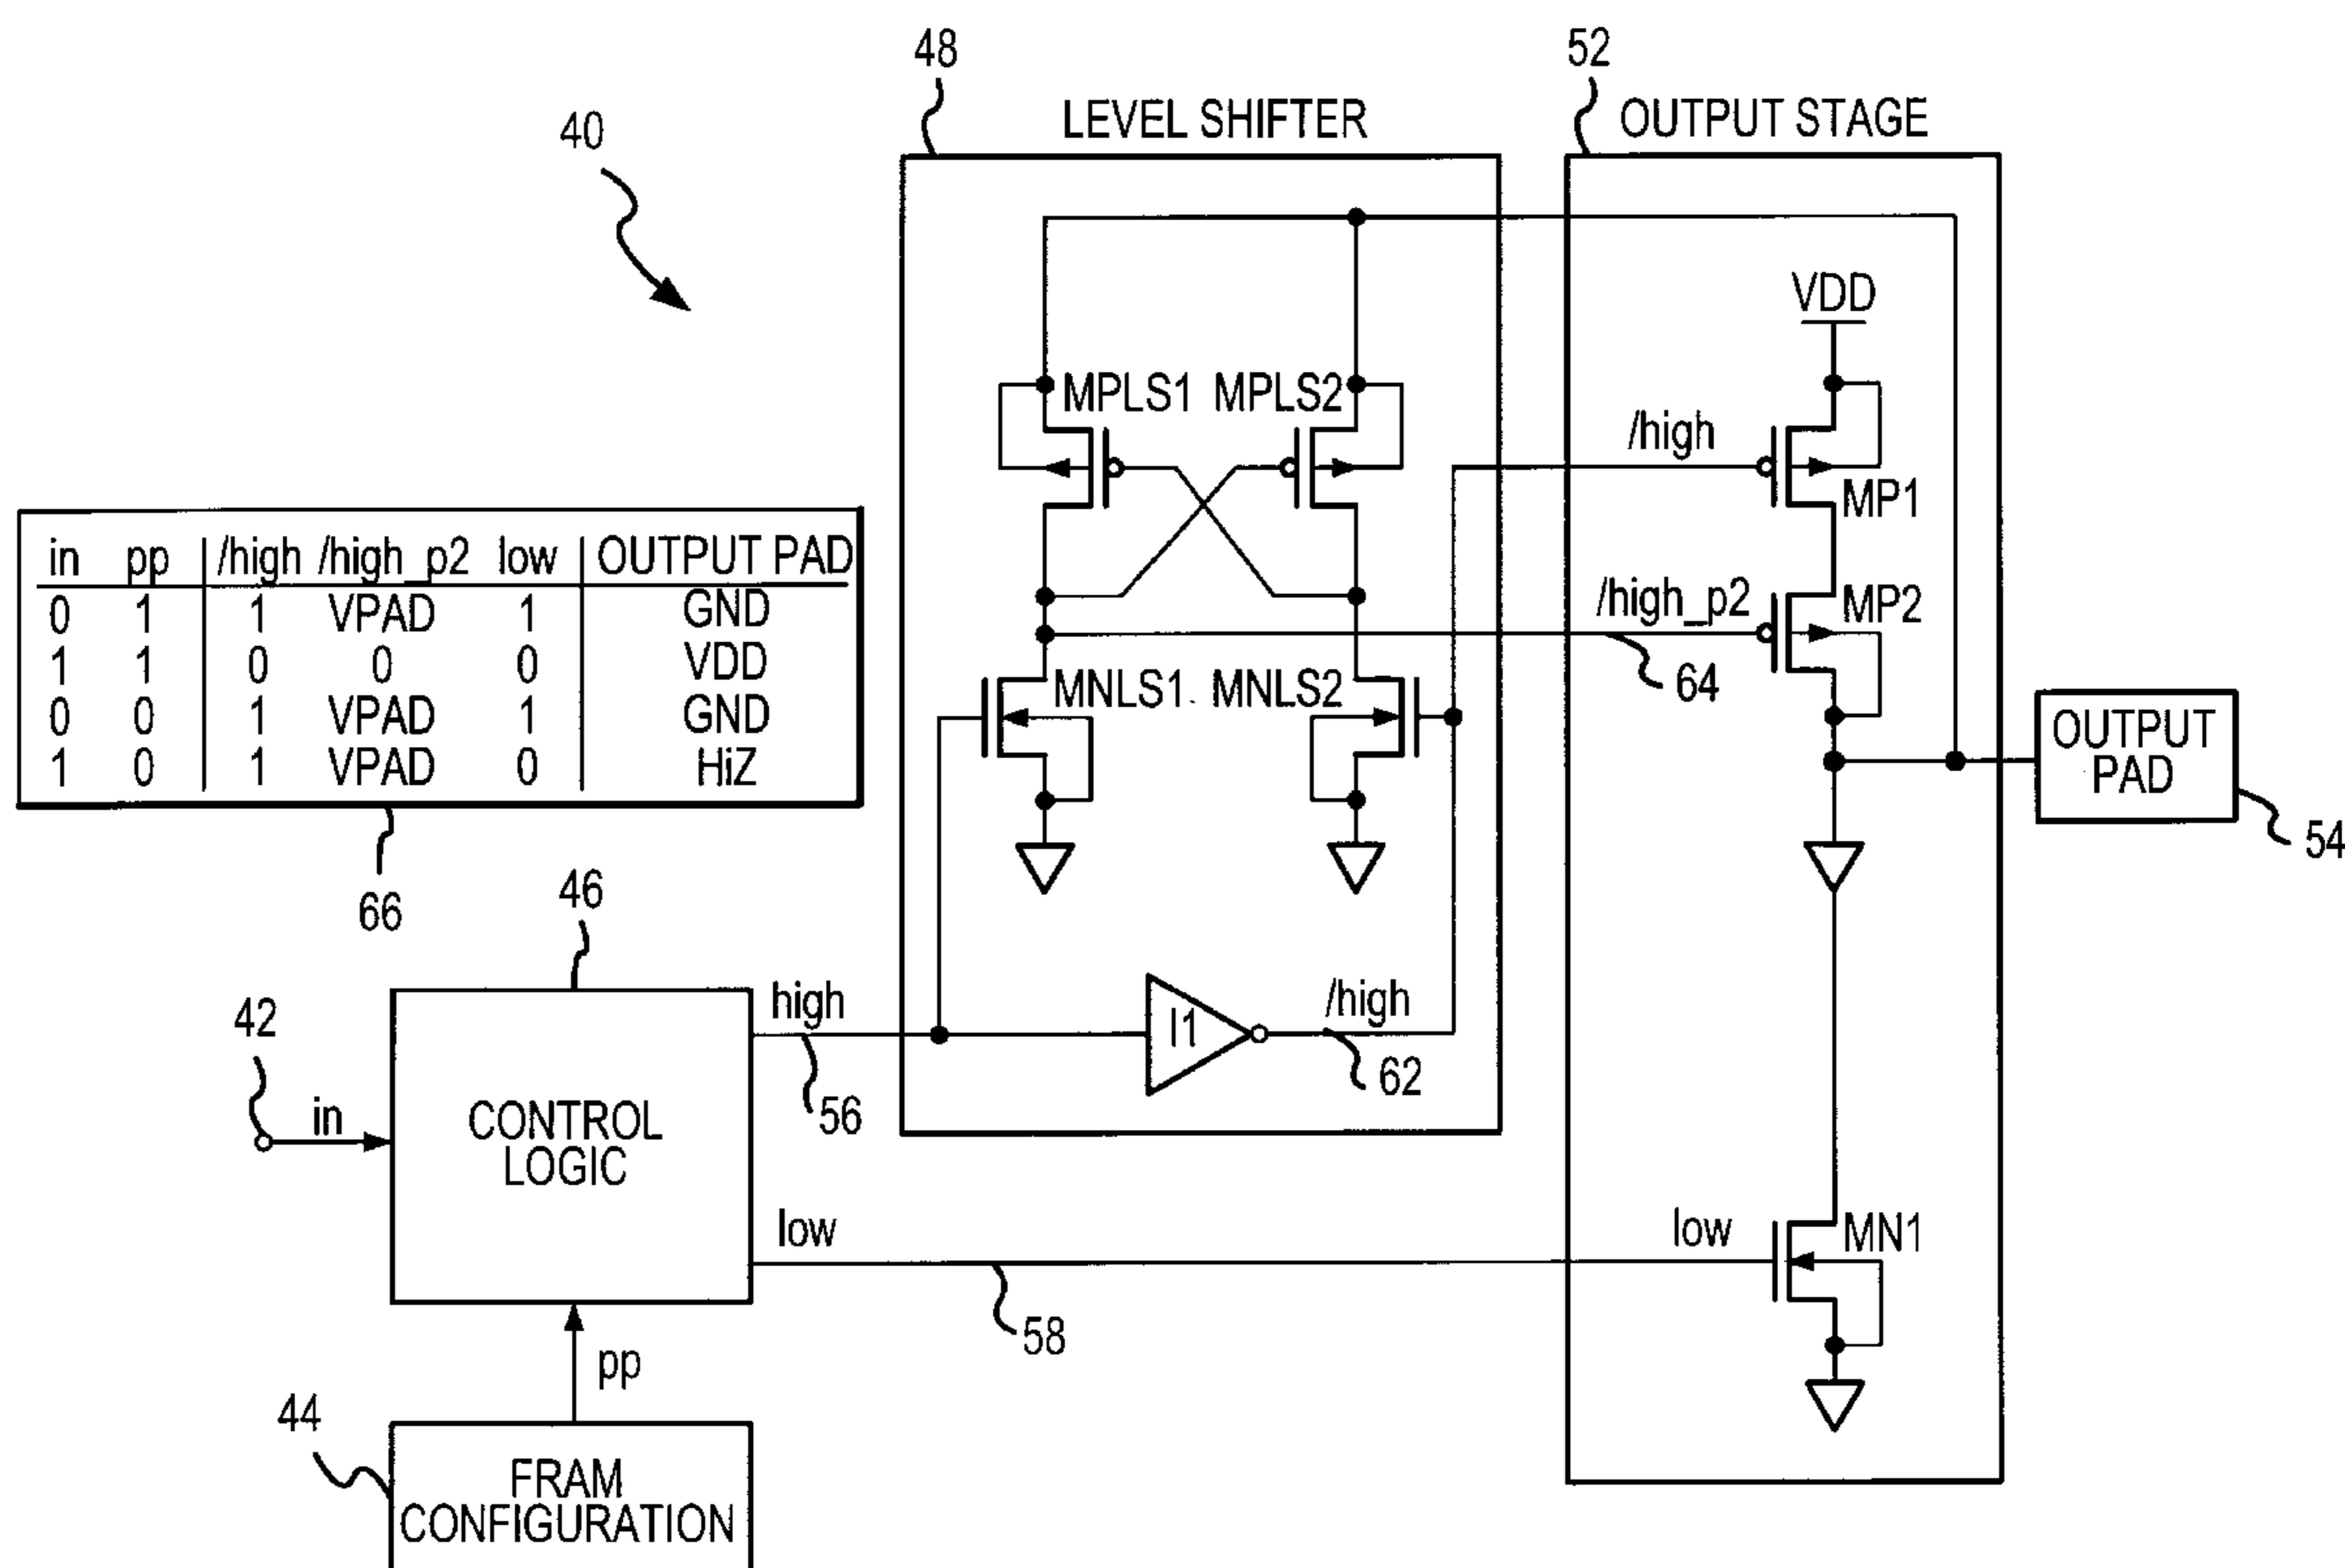 48
52
LEVEL SHIFTER
OUTPUT STAGE
40
VDD
MPLS1 MPLS2
/high
MP1
in pp /high /high_p2 low OUTPUT PAD
0 1 1 VPAD 1 GND
1 1 0 0 0 VDD
0 0 1 VPAD 1 GND
1 0 1 VPAD 0 HiZ
66
/high_p2
MP2
64
MNLS1 MNLS2
OUTPUT
PAD
54
46
42
in
CONTROL
LOGIC
high
56
I1
/high
62
low
58
low
MN1
pp
44
FRAM
CONFIGURATION